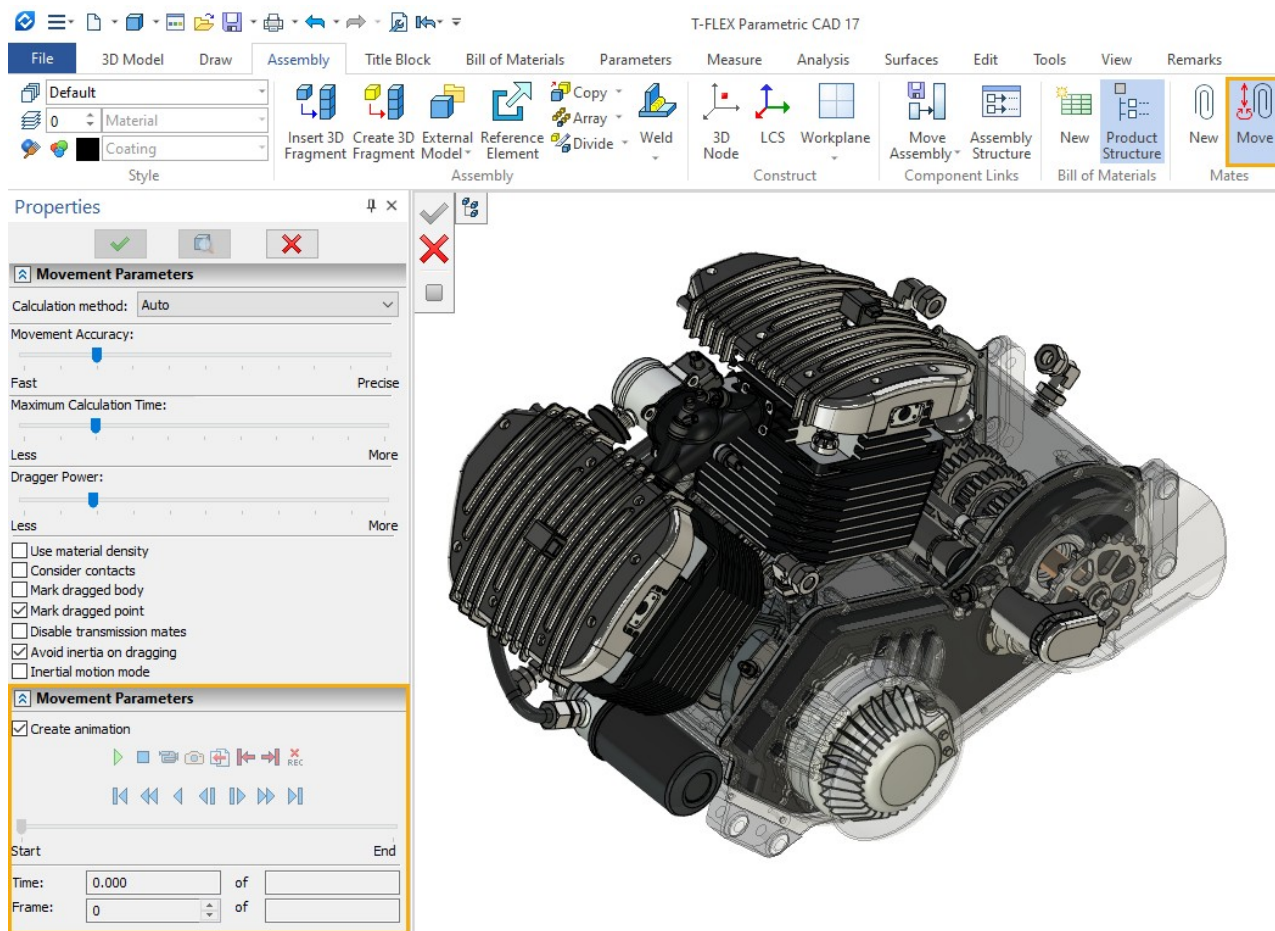 T-FLEX Parametric CAD 17
File 3D Model Draw Assembly Title Block Bill of Materials Parameters Measure Analysis Surfaces Edit Tools View Remarks
Default
0 Material
Coating
Style
Insert 3D Fragment
Create 3D Fragment
External Model
Reference Element
Copy
Array
Divide
Weld
Assembly
3D Node
LCS
Workplane
Construct
Move Assembly
Assembly Structure
Component Links
New
Product Structure
Bill of Materials
New
Move
Mates
Properties
Movement Parameters
Calculation method: Auto
Movement Accuracy:
Fast Precise
Maximum Calculation Time:
Less More
Dragger Power:
Less More
Use material density
Consider contacts
Mark dragged body
Mark dragged point
Disable transmission mates
Avoid inertia on dragging
Inertial motion mode
Movement Parameters
Create animation
REC
Start End
Time: 0.000 of
Frame: 0 of